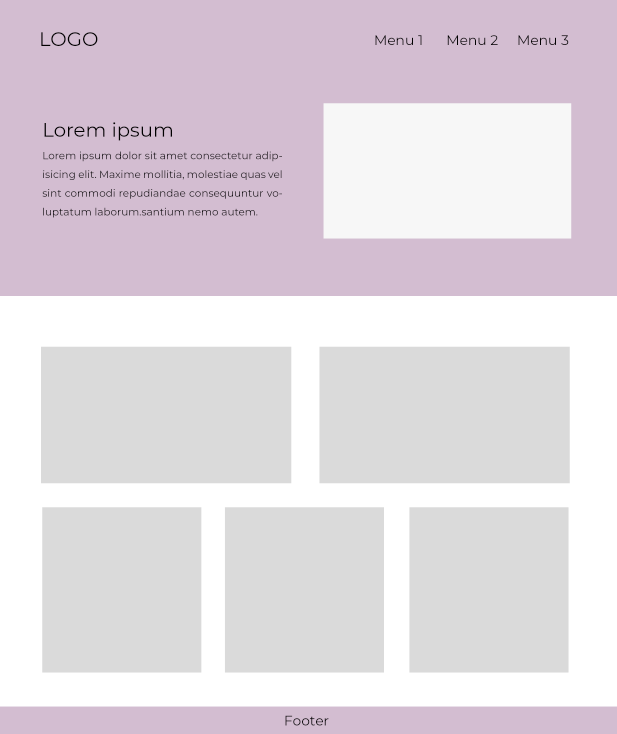 LOGO
Menu 1 Menu 2 Menu 3
Lorem ipsum
Lorem ipsum dolor sit amet consectetur adip-
isicing elit. Maxime mollitia, molestiae quas vel
sint commodi repudiandae consequuntur vo-
luptatum laborum.santium nemo autem.
Footer